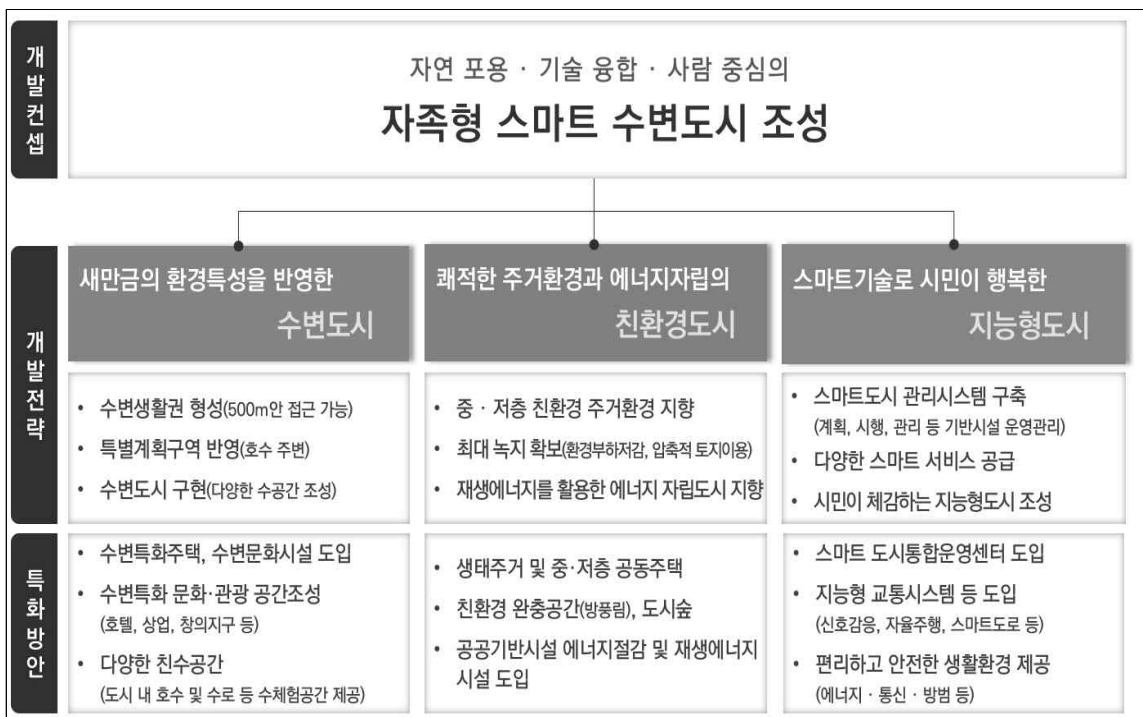 개발컨셉
자연 포용 · 기술 융합 · 사람 중심의
자족형 스마트 수변도시 조성
개발전략
새만금의 환경특성을 반영한
수변도시
쾌적한 주거환경과 에너지자립의
친환경도시
스마트기술로 시민이 행복한
지능형도시
• 수변생활권 형성(500m안 접근 가능)
• 특별계획구역 반영(호수 주변)
• 수변도시 구현(다양한 수공간 조성)
• 중 · 저층 친환경 주거환경 지향
• 최대 녹지 확보(환경부하저감, 압축적 토지이용)
• 재생에너지를 활용한 에너지 자립도시 지향
• 스마트도시 관리시스템 구축
(계획, 시행, 관리 등 기반시설 운영관리)
• 다양한 스마트 서비스 공급
• 시민이 체감하는 지능형도시 조성
특화방안
• 수변특화주택, 수변문화시설 도입
• 수변특화 문화·관광 공간조성
(호텔, 상업, 창의지구 등)
• 다양한 친수공간
(도시 내 호수 및 수로 등 수체험공간 제공)
• 생태주거 및 중·저층 공동주택
• 친환경 완충공간(방풍림), 도시숲
• 공공기반시설 에너지절감 및 재생에너지
시설 도입
• 스마트 도시통합운영센터 도입
• 지능형 교통시스템 등 도입
(신호감응, 자율주행, 스마트도로 등)
• 편리하고 안전한 생활환경 제공
(에너지 · 통신 · 방범 등)